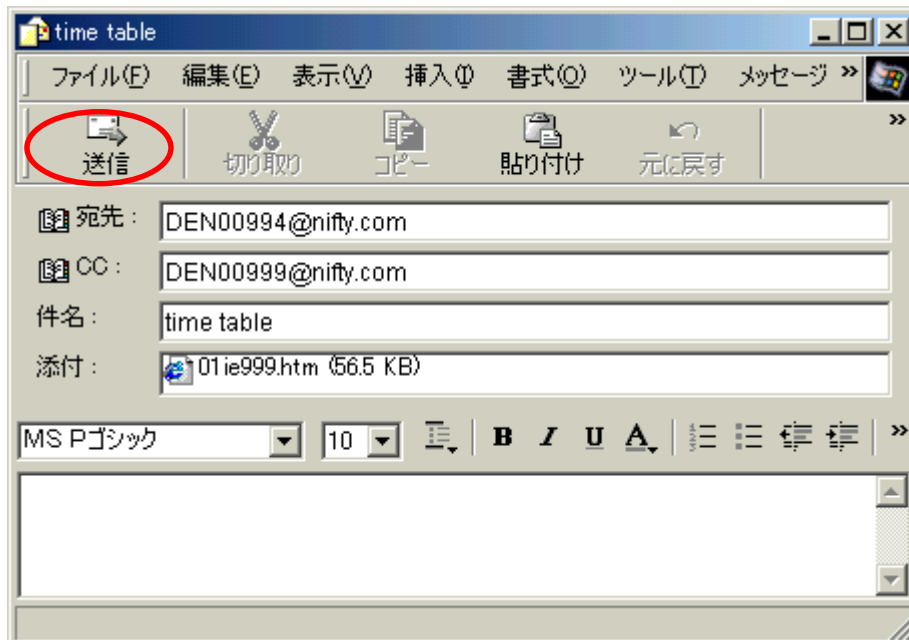 time table
ファイル(F) 編集(E) 表示(V) 挿入(I) 書式(O) ツール(T) メッセージ »
送信 切り取り コピー 貼り付け 元に戻す »
宛先: DEN00994@nifty.com
CC: DEN00999@nifty.com
件名: time table
添付: 01ie999.htm (56.5 KB)
MS Pゴシック 10 B I U A »